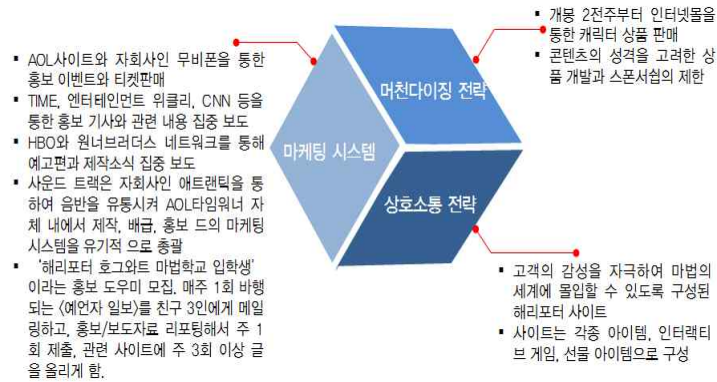 ▪ AOL사이트와 자회사인 무비폰을 통한
홍보 이벤트와 티켓판매
▪ TIME, 엔터테인먼트 위클리, CNN 등을
통한 홍보 기사와 관련 내용 집중 보도
▪ HBO와 원너브러더스 네트워크를 통해
예고편과 제작소식 집중 보도
▪ 사운드 트랙은 자회사인 애트랜틱을 통
하여 음반을 유통시켜 AOL타임워너 자
체 내에서 제작, 배급, 홍보 드의 마케팅
시스템을 유기적 으로 총괄
▪ '해리포터 호그와트 마법학교 입학생'
이라는 홍보 도우미 모집. 매주 1회 바행
되는 <예언자 일보>를 친구 3인에게 메일
링하고, 홍보/보도자료 리포팅해서 주 1
회 제출, 관련 사이트에 주 3회 이상 글
을 올리게 함.
마케팅 시스템
머천다이징 전략
상호소통 전략
▪ 개봉 2전주부터 인터넷몰을
통한 캐릭터 상품 판매
▪ 콘텐츠의 성격을 고려한 상
품 개발과 스폰서쉽의 제한
▪ 고객의 감성을 자극하여 마법의
세계에 몰입할 수 있도록 구성된
해리포터 사이트
▪ 사이트는 각종 아이템, 인터랙티
브 게임, 선물 아이템으로 구성